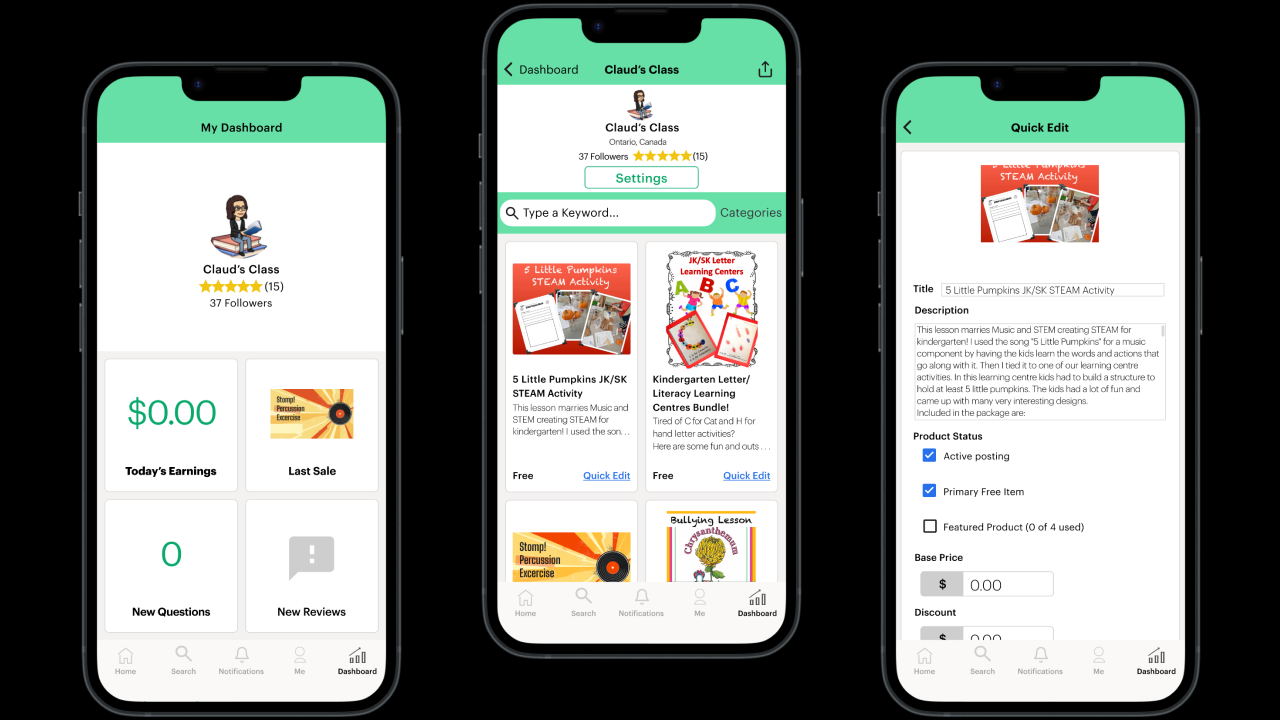 My Dashboard
Claud's Class
(15)
37 Followers
$0.00
Today's Earnings
Stomp!
Percussion
Excercise
Last Sale
0
New Questions
New Reviews
Home
Search
Notifications
Me
Dashboard
Dashboard
Claud's Class
Claud's Class
Ontario, Canada
37 Followers
(15)
Settings
Type a Keyword...
Categories
5 Little Pumpkins
STEAM Activity
5 Little Pumpkins JK/SK
STEAM Activity
This lesson marries Music and
STEM creating STEAM for
kindergarten! I used the son. . .
Free
Quick Edit
JK/SK Letter
Learning Centers
A B C
Kindergarten Letter/
Literacy Learning
Centres Bundle!
Tired of C for Cat and H for
hand letter activities?
Here are some fun and outs . . .
Free
Quick Edit
Stomp!
Percussion
Excercise
Bullying Lesson
Chrysanthemum
Home
Search
Notifications
Me
Dashboard
Quick Edit
5 Little Pumpkins
STEAM Activity
Title
5 Little Pumpkins JK/SK STEAM Activity
Description
This lesson marries Music and STEM creating STEAM for
kindergarten! I used the song "5 Little Pumpkins" for a music
component by having the kids learn the words and actions that
go along with it. Then I tied it to one of our learning centre
activities. In this learning centre kids had to build a structure to
hold at least 5 little pumpkins. The kids had a lot of fun and
came up with many very interesting designs.
Included in the package are:
Product Status
Active posting
Primary Free Item
Featured Product (0 of 4 used)
Base Price
$ 0.00
Discount
$ 0.00
Home
Search
Notifications
Me
Dashboard